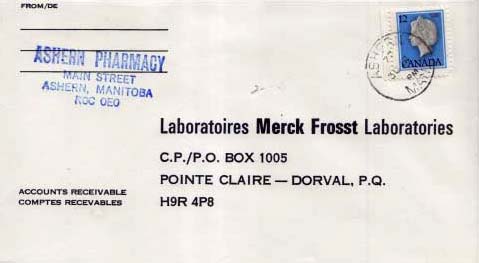 FROM/DE
ASHERN PHARMACY
MAIN STREET
ASHERN, MANITOBA
R0C 0E0
12
CANADA
Laboratoires Merck Frosst Laboratories
C.P./P.O. BOX 1005
POINTE CLAIRE — DORVAL, P.Q.
H9R 4P8
ACCOUNTS RECEIVABLE
COMPTES RECEVABLES